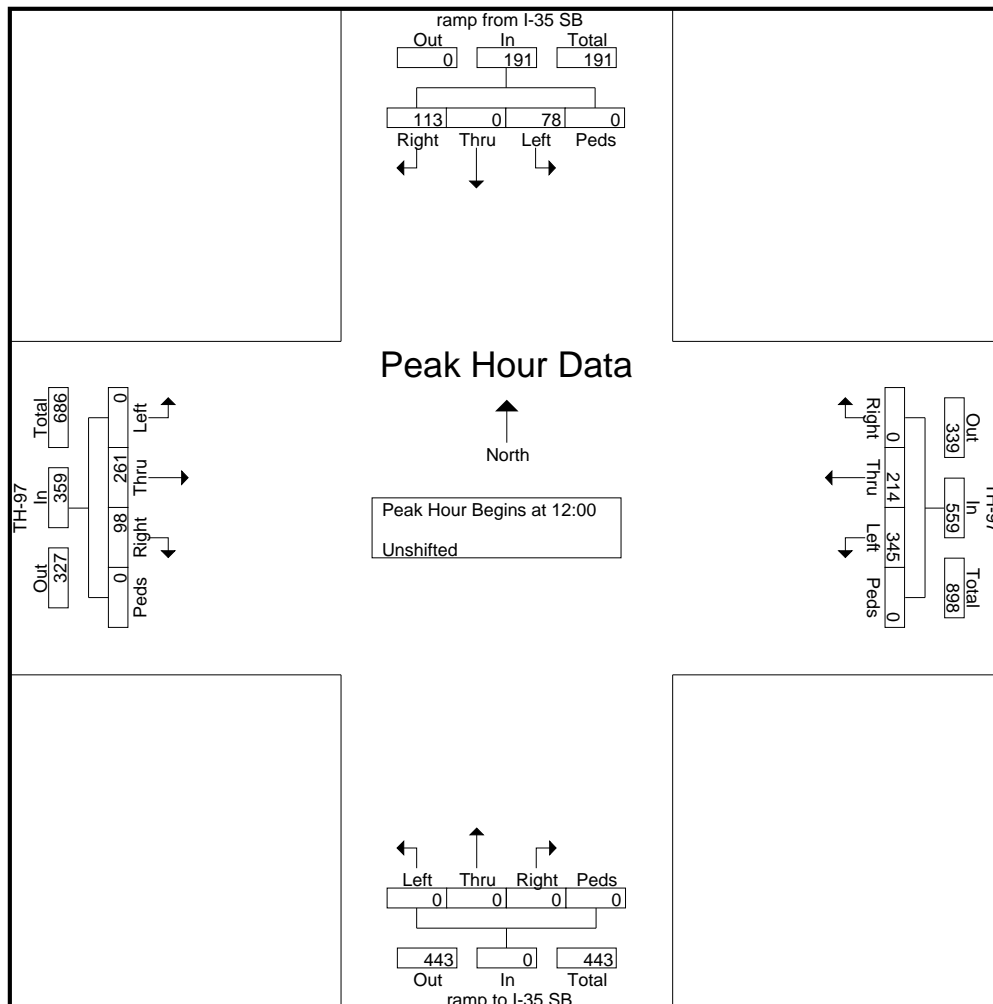 ramp from I-35 SB
Out In Total
0 191 191
113 0 78 0
Right Thru Left Peds
Peak Hour Data
North
Peak Hour Begins at 12:00
Unshifted
TH-97
Total In Out
686 359 327
0 261 98 0
Left Thru Right Peds
Right Thru Left Peds
0 214 345 0
339 559 898
Out In Total
TH-97
Left Thru Right Peds
0 0 0 0
443 0 443
Out In Total
ramp to I-35 SB